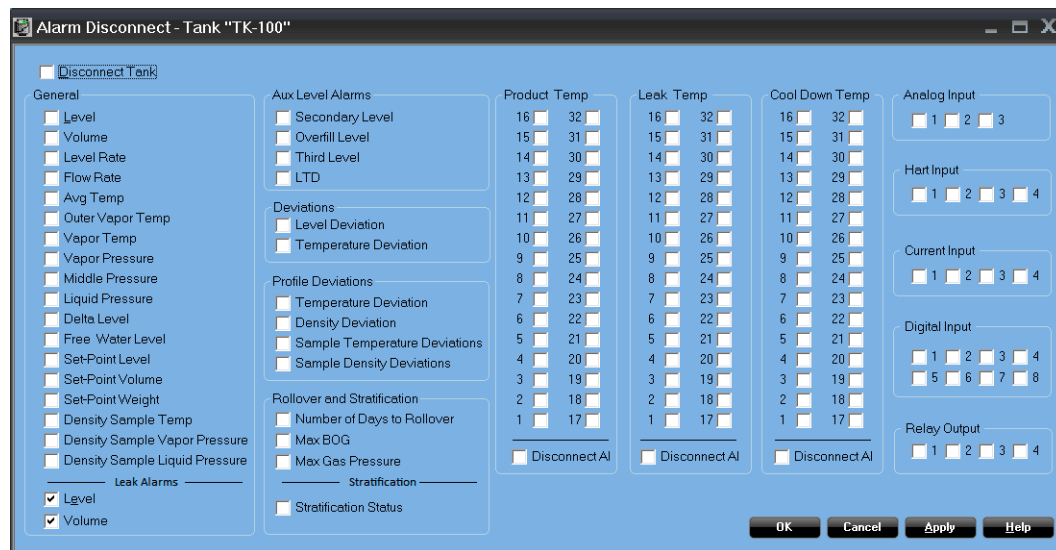 Alarm Disconnect - Tank "TK-100"
Disconnect Tank
General
Level
Volume
Level Rate
Flow Rate
Avg Temp
Outer Vapor Temp
Vapor Temp
Vapor Pressure
Middle Pressure
Liquid Pressure
Delta Level
Free Water Level
Set-Point Level
Set-Point Volume
Set-Point Weight
Density Sample Temp
Density Sample Vapor Pressure
Density Sample Liquid Pressure
Leak Alarms
Level
Volume
Aux Level Alarms
Secondary Level
Overfill Level
Third Level
LTD
Deviations
Level Deviation
Temperature Deviation
Profile Deviations
Temperature Deviation
Density Deviation
Sample Temperature Deviations
Sample Density Deviations
Rollover and Stratification
Number of Days to Rollover
Max BOG
Max Gas Pressure
Stratification
Stratification Status
Product Temp
16 32
15 31
14 30
13 29
12 28
11 27
10 26
9 25
8 24
7 23
6 22
5 21
4 20
3 19
2 18
1 17
Disconnect Al
Leak Temp
16 32
15 31
14 30
13 29
12 28
11 27
10 26
9 25
8 24
7 23
6 22
5 21
4 20
3 19
2 18
1 17
Disconnect Al
Cool Down Temp
16 32
15 31
14 30
13 29
12 28
11 27
10 26
9 25
8 24
7 23
6 22
5 21
4 20
3 19
2 18
1 17
Disconnect Al
Analog Input
1 2 3
Hart Input
1 2 3 4
Current Input
1 2 3 4
Digital Input
1 2 3 4
5 6 7 8
Relay Output
1 2 3 4
OK Cancel Apply Help